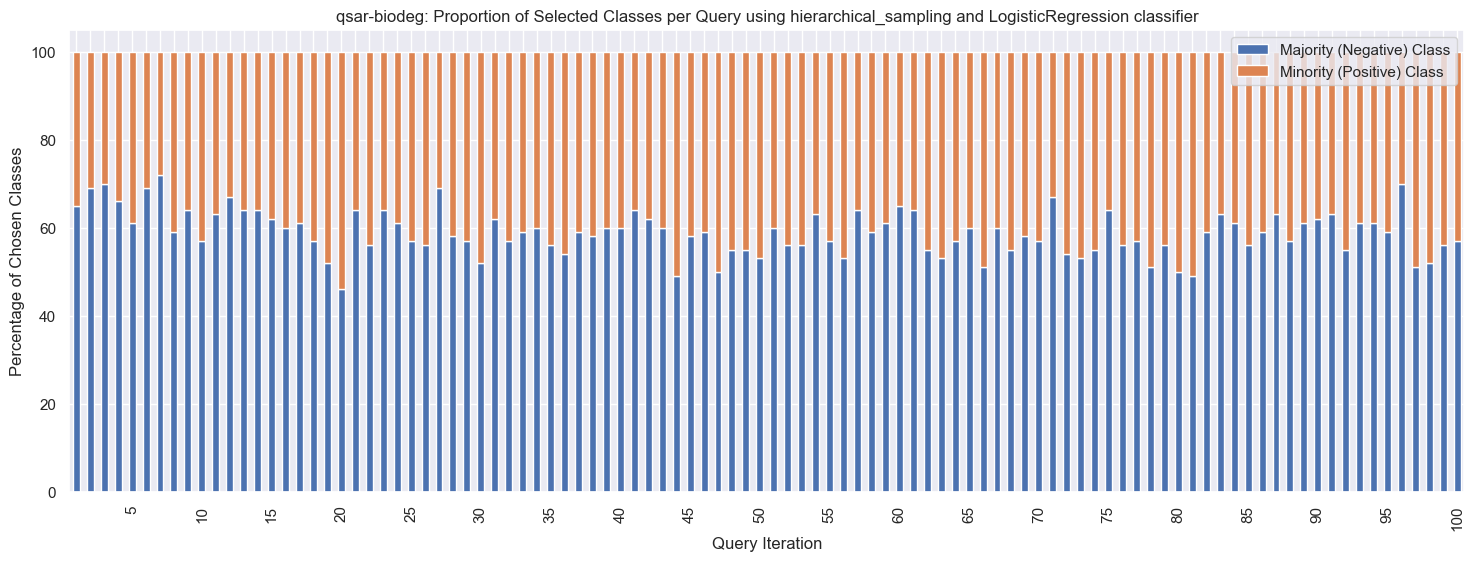 qsar-biodeg: Proportion of Selected Classes per Query using hierarchical_sampling and LogisticRegression classifier
Majority (Negative) Class
Minority (Positive) Class
Percentage of Chosen Classes
100
80
60
40
20
0
5 10 15 20 25 30 35 40 45 50 55 60 65 70 75 80 85 90 95 100
Query Iteration